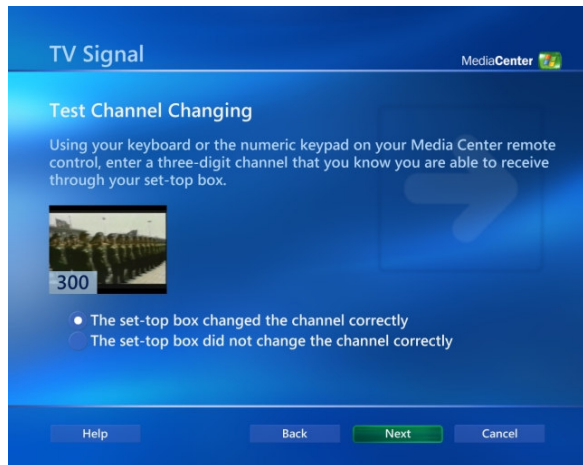 TV Signal
MediaCenter
Test Channel Changing
Using your keyboard or the numeric keypad on your Media Center remote
control, enter a three-digit channel that you know you are able to receive
through your set-top box.
300
The set-top box changed the channel correctly
The set-top box did not change the channel correctly
Help Back Next Cancel